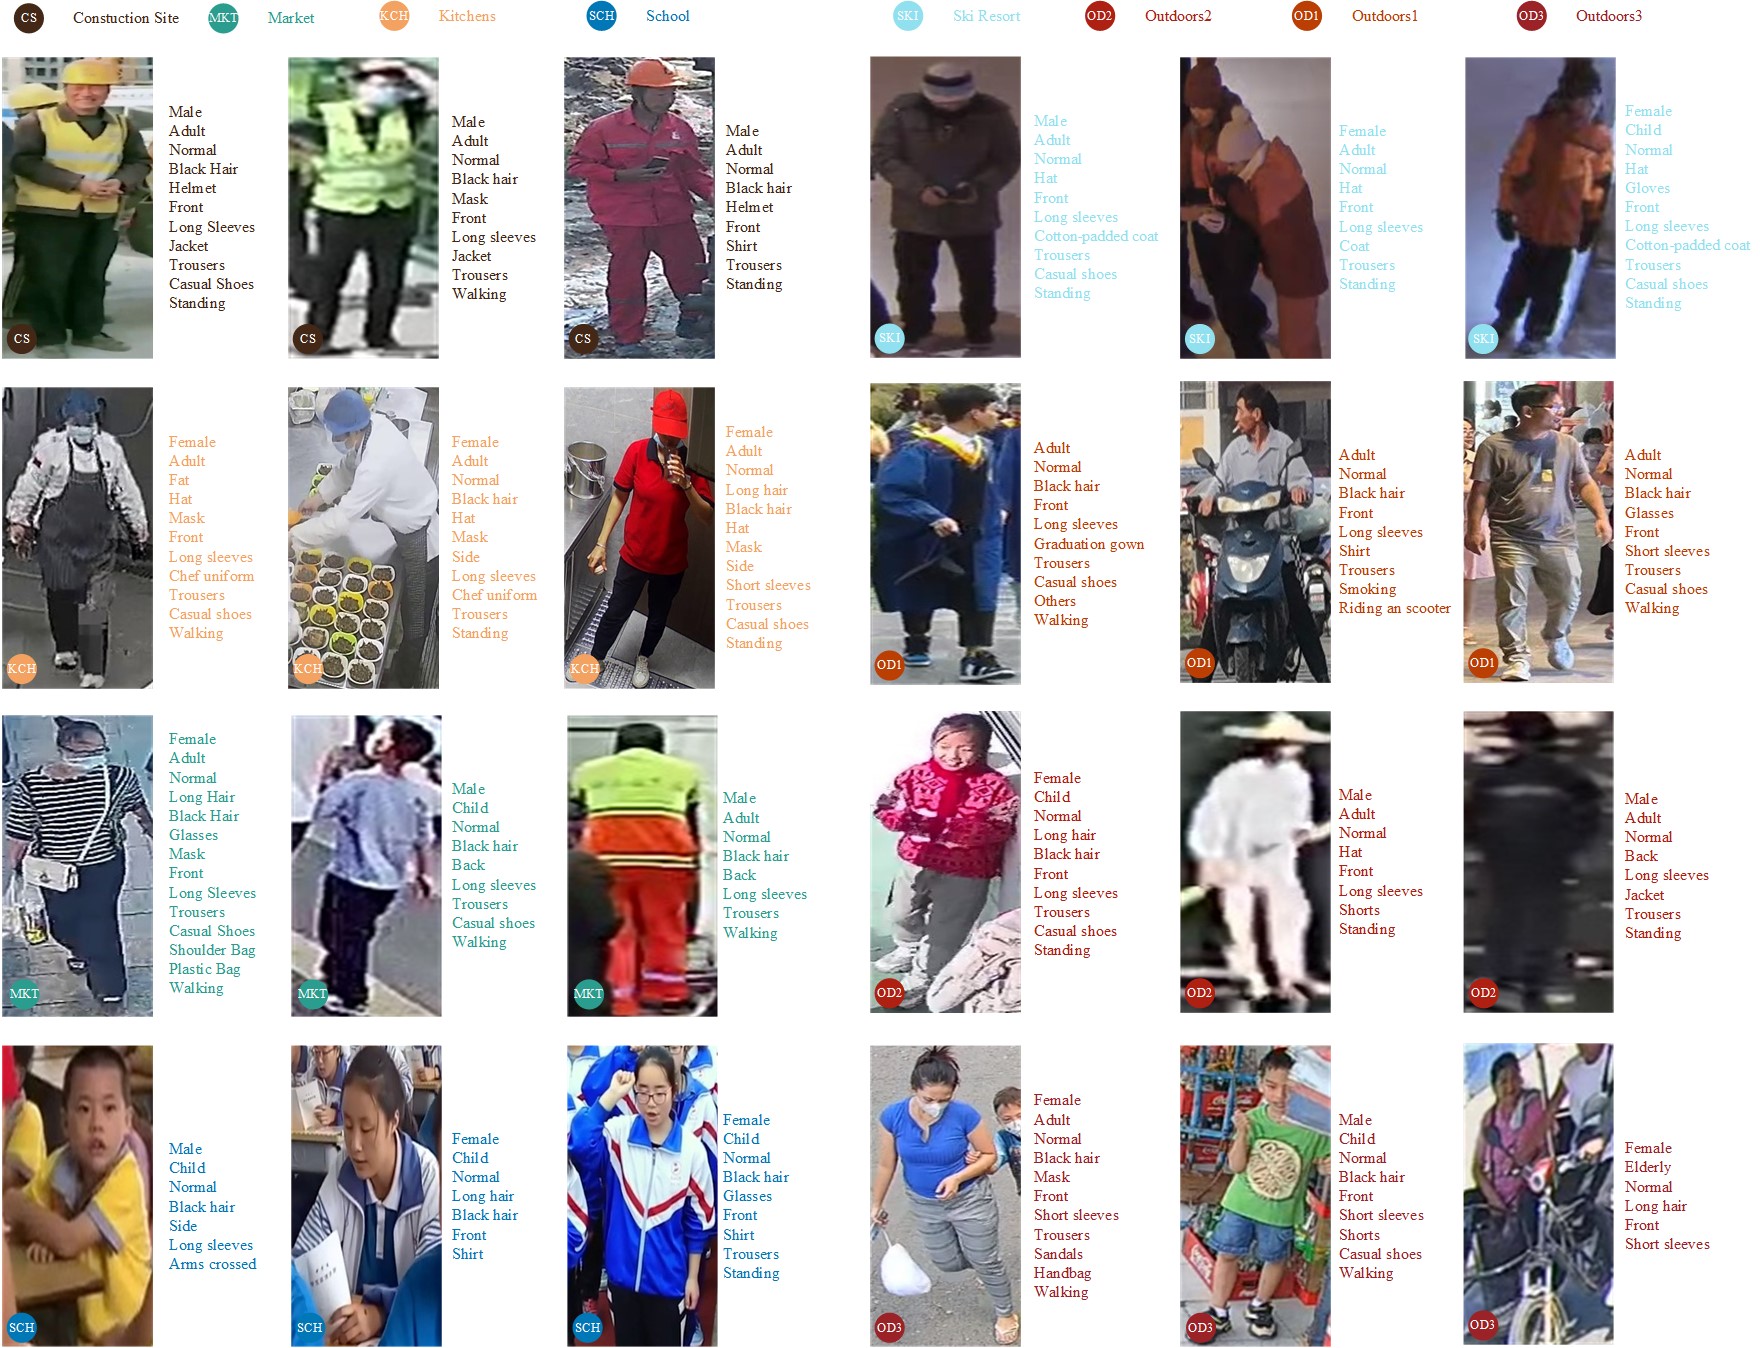 CS Constuction Site MKT Market KCH Kitchens SCH School SKI Ski Resort OD2 Outdoors2 OD1 Outdoors1 OD3 Outdoors3
Male
Adult
Normal
Black Hair
Helmet
Front
Long Sleeves
Jacket
Trousers
Casual Shoes
Standing
CS
Male
Adult
Normal
Black hair
Mask
Front
Long sleeves
Jacket
Trousers
Walking
CS
Male
Adult
Normal
Black hair
Helmet
Front
Shirt
Trousers
Standing
CS
Male
Adult
Normal
Hat
Front
Long sleeves
Cotton-padded coat
Trousers
Casual shoes
Standing
SKI
Female
Adult
Normal
Hat
Front
Long sleeves
Coat
Trousers
Standing
SKI
Female
Child
Normal
Hat
Gloves
Front
Long sleeves
Cotton-padded coat
Trousers
Casual shoes
Standing
SKI
Female
Adult
Fat
Hat
Mask
Front
Long sleeves
Chef uniform
Trousers
Casual shoes
Walking
KCH
Female
Adult
Normal
Black hair
Hat
Mask
Side
Long sleeves
Chef uniform
Trousers
Standing
KCH
Female
Adult
Normal
Long hair
Black hair
Hat
Mask
Side
Short sleeves
Trousers
Casual shoes
Standing
KCH
Adult
Normal
Black hair
Front
Long sleeves
Graduation gown
Trousers
Casual shoes
Others
Walking
OD1
Adult
Normal
Black hair
Front
Long sleeves
Shirt
Trousers
Smoking
Riding an scooter
OD1
Adult
Normal
Black hair
Glasses
Front
Short sleeves
Trousers
Casual shoes
Walking
OD1
Female
Adult
Normal
Long Hair
Black Hair
Glasses
Mask
Front
Long Sleeves
Trousers
Casual Shoes
Shoulder Bag
Plastic Bag
Walking
MKT
Male
Child
Normal
Black hair
Back
Long sleeves
Trousers
Casual shoes
Walking
MKT
Male
Adult
Normal
Black hair
Back
Long sleeves
Trousers
Walking
MKT
Female
Child
Normal
Long hair
Black hair
Front
Long sleeves
Trousers
Casual shoes
Standing
OD2
Male
Adult
Normal
Hat
Front
Long sleeves
Shorts
Standing
OD2
Male
Adult
Normal
Back
Long sleeves
Jacket
Trousers
Standing
OD2
Male
Child
Normal
Black hair
Side
Long sleeves
Arms crossed
SCH
Female
Child
Normal
Long hair
Black hair
Front
Shirt
SCH
Female
Child
Normal
Black hair
Glasses
Front
Shirt
Trousers
Standing
SCH
Female
Adult
Normal
Black hair
Mask
Front
Short sleeves
Trousers
Sandals
Handbag
Walking
OD3
Male
Child
Normal
Black hair
Front
Short sleeves
Shorts
Casual shoes
Walking
OD3
Female
Elderly
Normal
Long hair
Front
Short sleeves
OD3